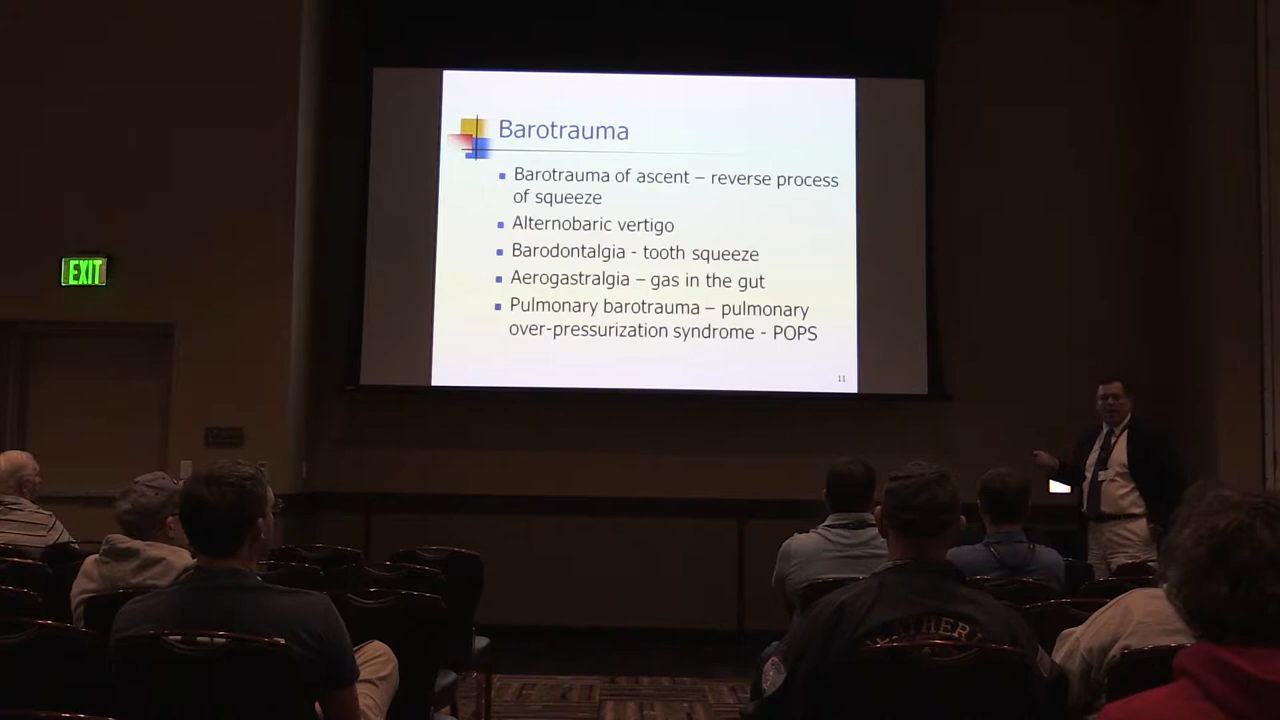 Barotrauma
Barotrauma of ascent – reverse process
of squeeze
Alternobaric vertigo
Barodontalgia - tooth squeeze
Aerogastralgia – gas in the gut
Pulmonary barotrauma – pulmonary
over-pressurization syndrome - POPS
11
EXIT